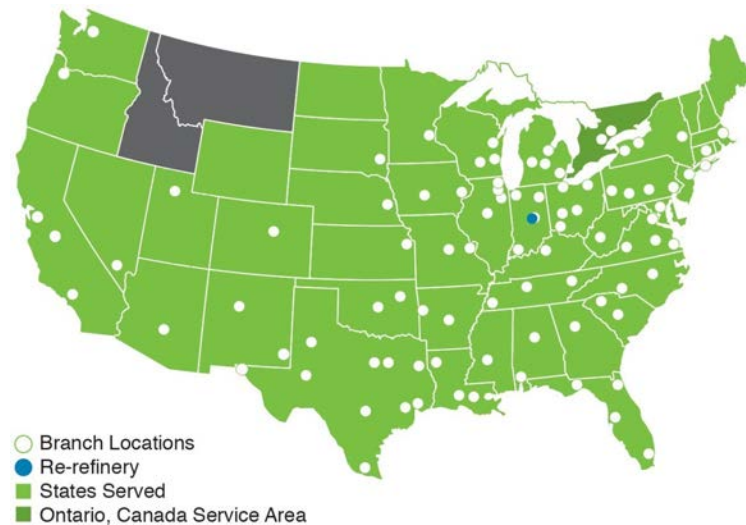 Branch Locations
Re-refinery
States Served
Ontario, Canada Service Area